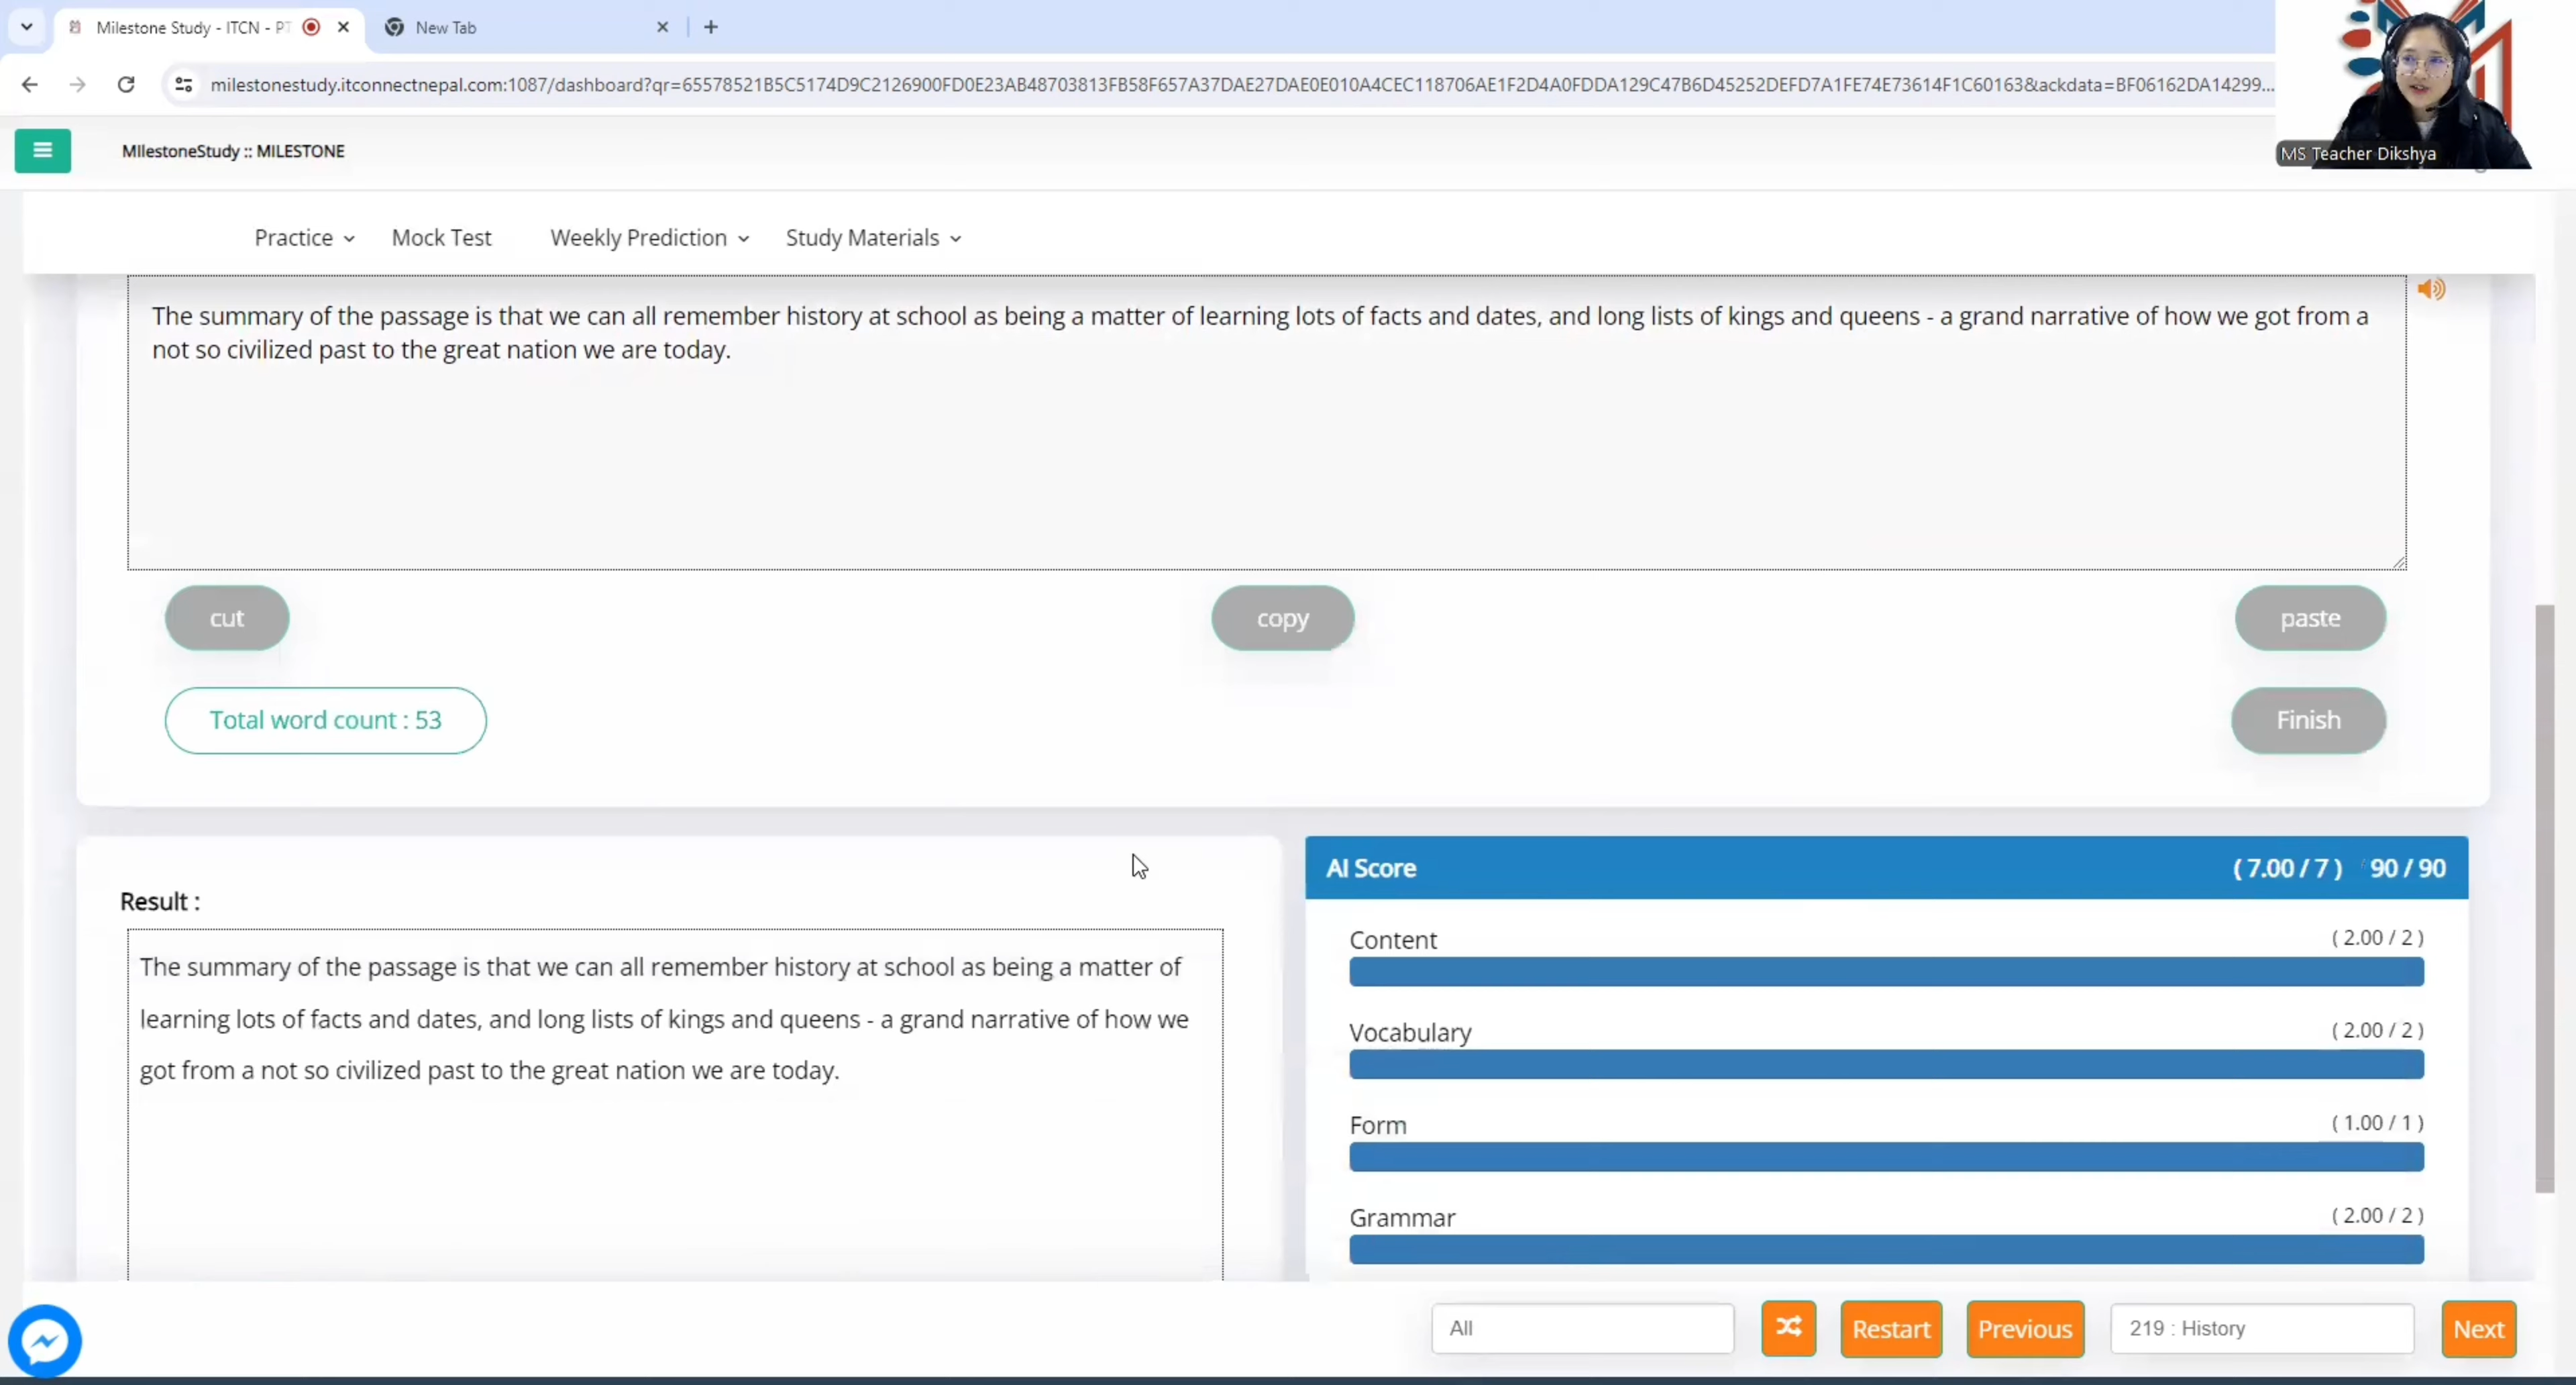 Milestone Study - ITCN - PT
New Tab
milestonestudy.itconnectnepal.com:1087/dashboard?qr=65578521B5C5174D9C2126900FD0E23AB48703813FB58F657A37DAE27DAE0E010A4CEC118706AE1F2D4A0FDDA129C47B6D45252DEFD7A1FE74E73614F1C60163&ackdata=BF06162DA14299...
MIlestoneStudy :: MILESTONE
MS Teacher Dikshya
Practice Mock Test Weekly Prediction Study Materials
The summary of the passage is that we can all remember history at school as being a matter of learning lots of facts and dates, and long lists of kings and queens - a grand narrative of how we got from a
not so civilized past to the great nation we are today.
cut copy paste
Total word count : 53 Finish
Result :
The summary of the passage is that we can all remember history at school as being a matter of
learning lots of facts and dates, and long lists of kings and queens - a grand narrative of how we
got from a not so civilized past to the great nation we are today.
AI Score ( 7.00 / 7 ) 90 / 90
Content ( 2.00 / 2 )
Vocabulary ( 2.00 / 2 )
Form ( 1.00 / 1 )
Grammar ( 2.00 / 2 )
All Restart Previous 219 : History Next